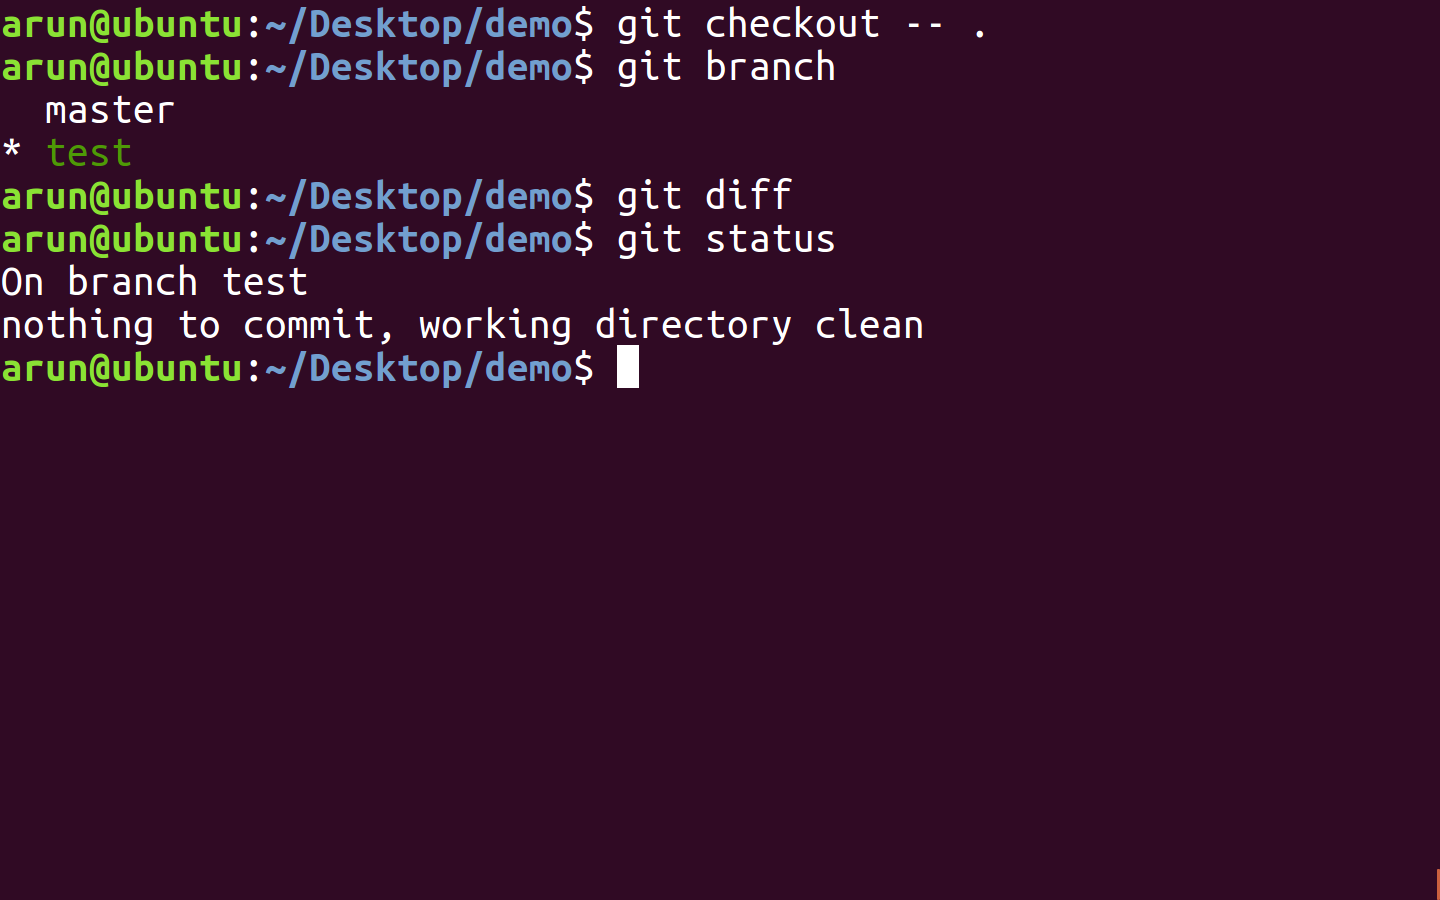 arun@ubuntu:~/Desktop/demo$ git checkout -- .
arun@ubuntu:~/Desktop/demo$ git branch
  master
* test
arun@ubuntu:~/Desktop/demo$ git diff
arun@ubuntu:~/Desktop/demo$ git status
On branch test
nothing to commit, working directory clean
arun@ubuntu:~/Desktop/demo$